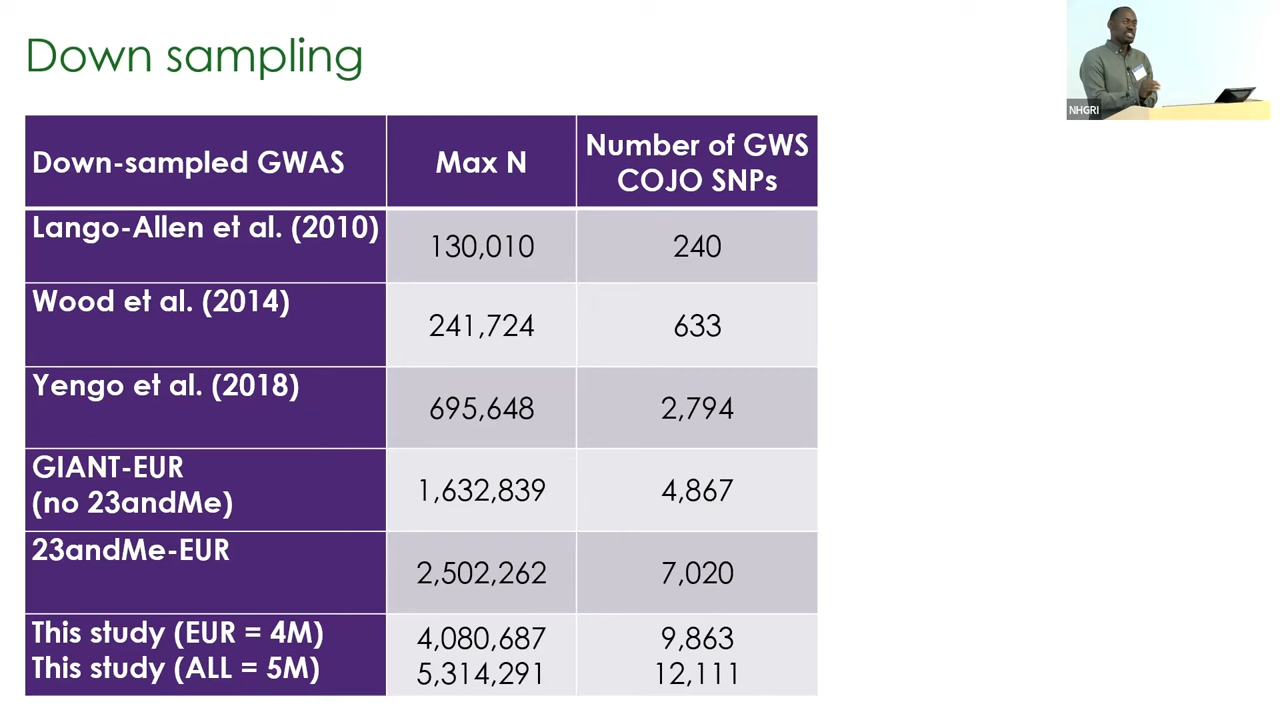 Down sampling
NHGRI
Down-sampled GWAS
Max N
Number of GWS
COJO SNPs
Lango-Allen et al. (2010)
130,010
240
Wood et al. (2014)
241,724
633
Yengo et al. (2018)
695,648
2,794
GIANT-EUR
(no 23andMe)
1,632,839
4,867
23andMe-EUR
2,502,262
7,020
This study (EUR = 4M)
4,080,687
9,863
This study (ALL = 5M)
5,314,291
12,111